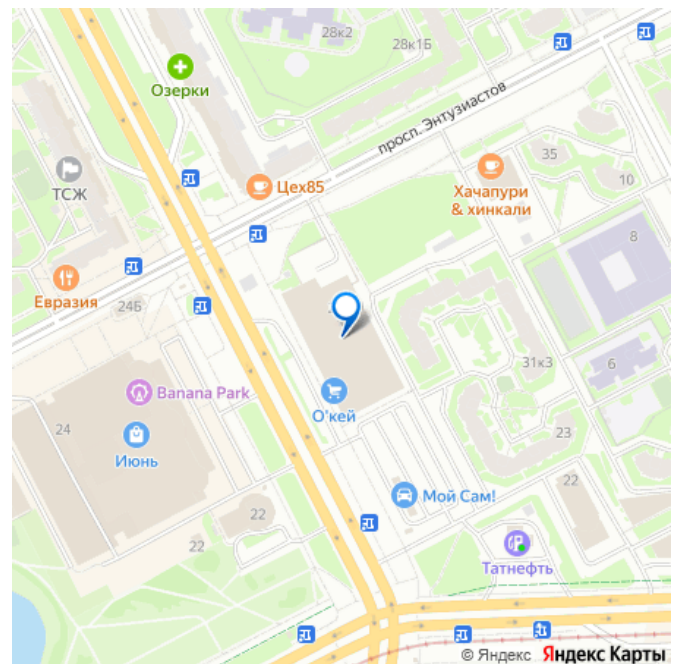 28к2
28к1Б
Озерки
просп. Энтузиастов
ТСЖ
Цех85
35
Хачапури
& хинкали
10
8
Евразия
24Б
31к3
6
Banana Park
О'кей
24
Июнь
23
22
Мой Сам!
22
22
Татнефть
© Яндекс Яндекс Карты